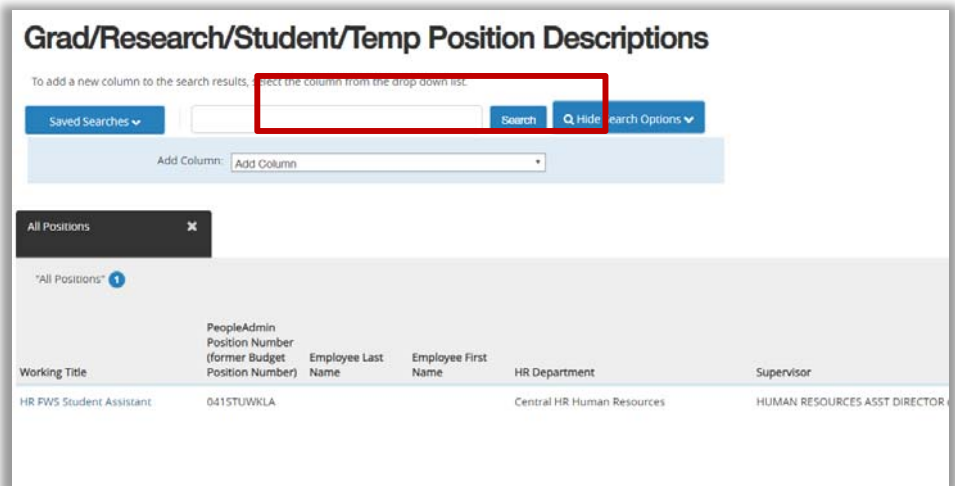 Grad/Research/Student/Temp Position Descriptions
To add a new column to the search results, select the column from the drop down list.
Saved Searches
Search
Hide Search Options
Add Column:
Add Column
All Positions
"All Positions" 1
Working Title
PeopleAdmin
Position Number
(former Budget
Position Number)
Employee Last
Name
Employee First
Name
HR Department
Supervisor
HR FWS Student Assistant
041STUWKLA
Central HR Human Resources
HUMAN RESOURCES ASST DIRECTOR